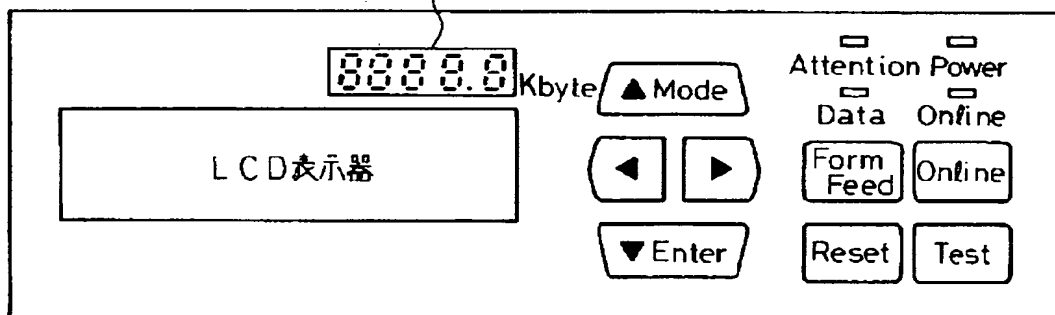 8888.8 Kbyte
LCD表示器
▲ Mode
◀ ▶
▼ Enter
Attention Power
Data Online
Form Feed
Online
Reset
Test